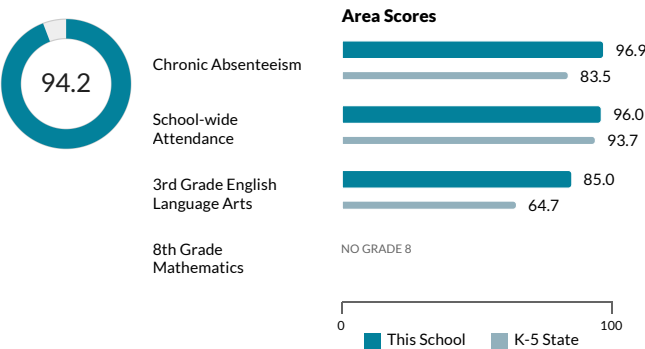 Area Scores
94.2
Chronic Absenteeism
96.9
83.5
School-wide
Attendance
96.0
93.7
3rd Grade English
Language Arts
85.0
64.7
8th Grade
Mathematics
NO GRADE 8
0
100
This School
K-5 State